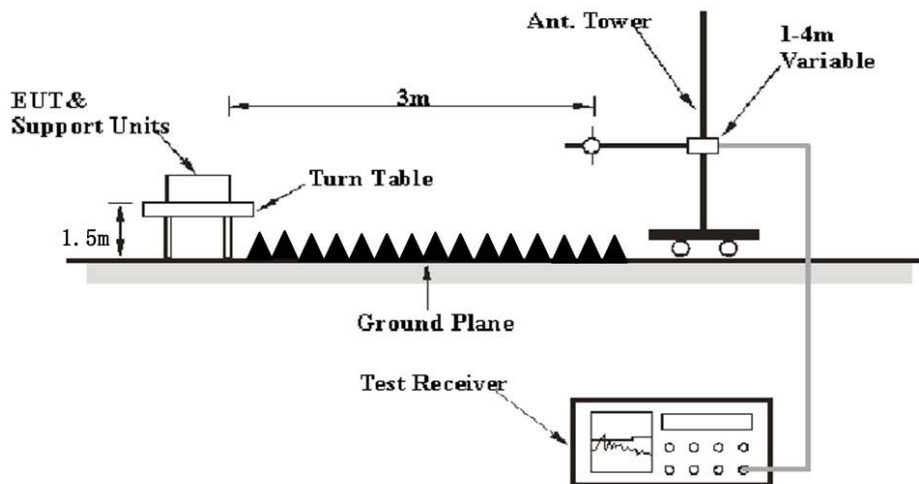 Ant. Tower
1-4m
Variable
EUT&
Support Units
3m
Turn Table
1.5m
Ground Plane
Test Receiver